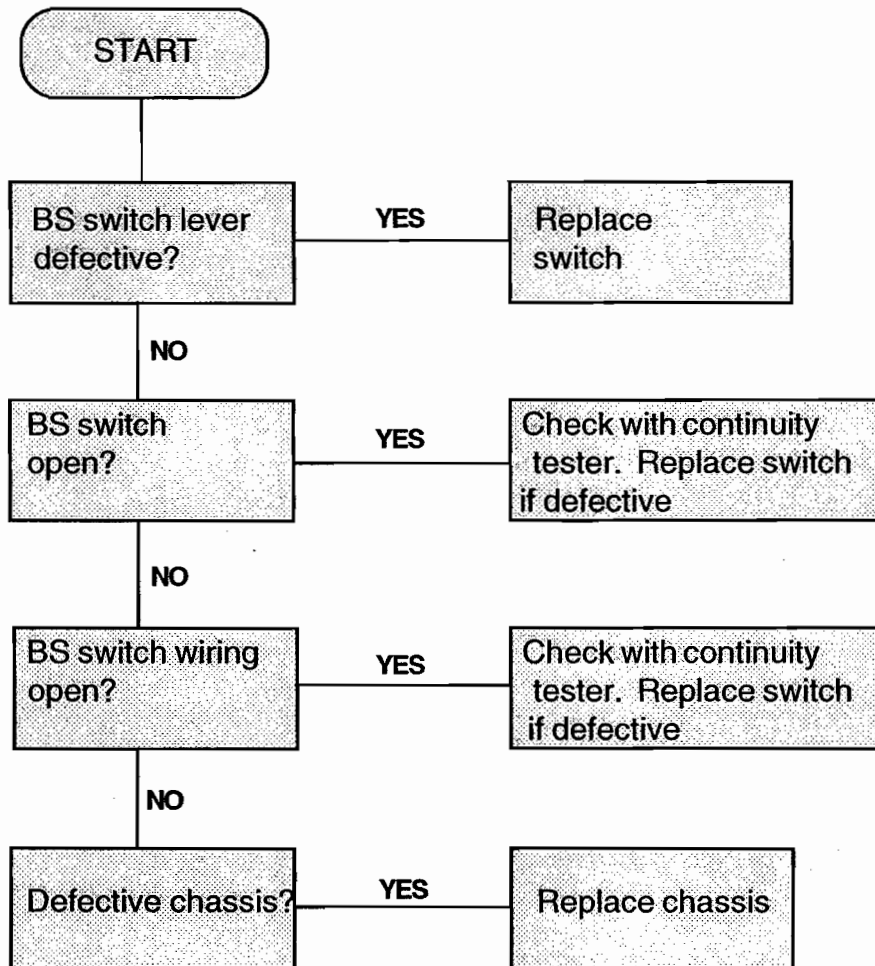 START
BS switch lever
defective?
YES
Replace
switch
NO
BS switch
open?
YES
Check with continuity
tester. Replace switch
if defective
NO
BS switch wiring
open?
YES
Check with continuity
tester. Replace switch
if defective
NO
Defective chassis?
YES
Replace chassis